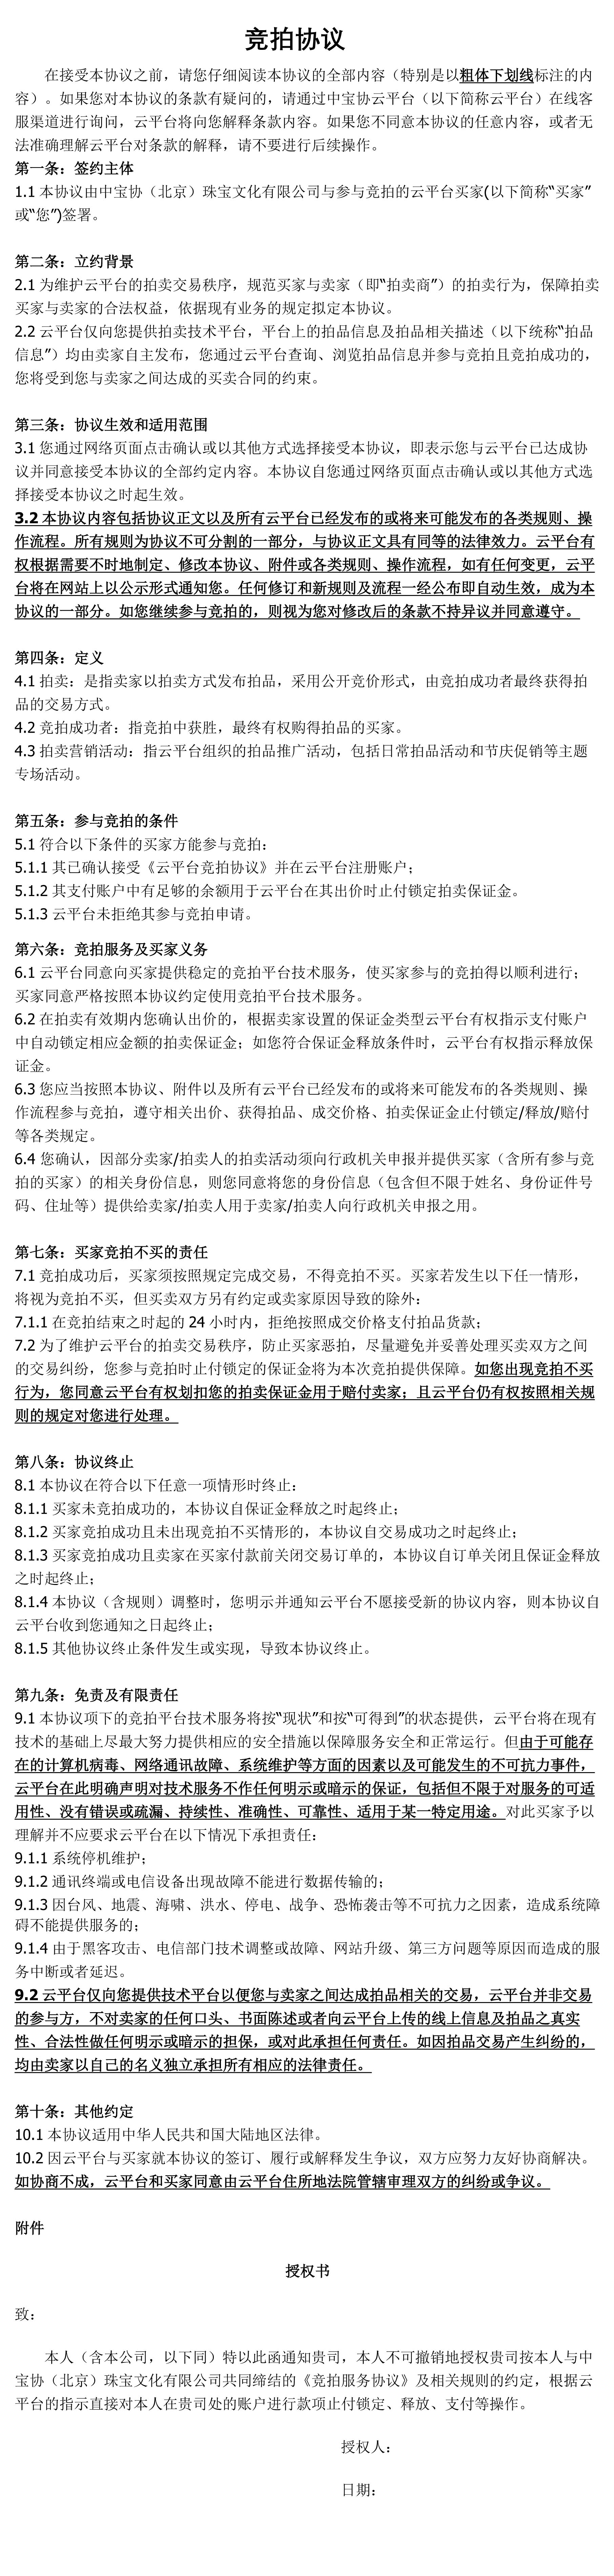 竞拍协议
在接受本协议之前，请您仔细阅读本协议的全部内容（特别是以粗体下划线标注的内
容）。如果您对本协议的条款有疑问的，请通过中宝协云平台（以下简称云平台）在线客
服渠道进行询问，云平台将向您解释条款内容。如果您不同意本协议的任意内容，或者无
法准确理解云平台对条款的解释，请不要进行后续操作。
第一条：签约主体
1.1 本协议由中宝协（北京）珠宝文化有限公司与参与竞拍的云平台买家(以下简称“买家”
或“您”)签署。
第二条：立约背景
2.1 为维护云平台的拍卖交易秩序，规范买家与卖家（即“拍卖商”）的拍卖行为，保障拍卖
买家与卖家的合法权益，依据现有业务的规定拟定本协议。
2.2 云平台仅向您提供拍卖技术平台，平台上的拍品信息及拍品相关描述（以下统称“拍品
信息”）均由卖家自主发布，您通过云平台查询、浏览拍品信息并参与竞拍且竞拍成功的，
您将受到您与卖家之间达成的买卖合同的约束。
第三条：协议生效和适用范围
3.1 您通过网络页面点击确认或以其他方式选择接受本协议，即表示您与云平台已达成协
议并同意接受本协议的全部约定内容。本协议自您通过网络页面点击确认或以其他方式选
择接受本协议之时起生效。
3.2 本协议内容包括协议正文以及所有云平台已经发布的或将来可能发布的各类规则、操
作流程。所有规则为协议不可分割的一部分，与协议正文具有同等的法律效力。云平台有
权根据需要不时地制定、修改本协议、附件或各类规则、操作流程，如有任何变更，云平
台将在网站上以公示形式通知您。任何修订和新规则及流程一经公布即自动生效，成为本
协议的一部分。如您继续参与竞拍的，则视为您对修改后的条款不持异议并同意遵守。
第四条：定义
4.1 拍卖：是指卖家以拍卖方式发布拍品，采用公开竞价形式，由竞拍成功者最终获得拍
品的交易方式。
4.2 竞拍成功者：指竞拍中获胜，最终有权购得拍品的买家。
4.3 拍卖营销活动：指云平台组织的拍品推广活动，包括日常拍品活动和节庆促销等主题
专场活动。
第五条：参与竞拍的条件
5.1 符合以下条件的买家方能参与竞拍：
5.1.1 其已确认接受《云平台竞拍协议》并在云平台注册账户；
5.1.2 其支付账户中有足够的余额用于云平台在其出价时止付锁定拍卖保证金。
5.1.3 云平台未拒绝其参与竞拍申请。
第六条：竞拍服务及买家义务
6.1 云平台同意向买家提供稳定的竞拍平台技术服务，使买家参与的竞拍得以顺利进行；
买家同意严格按照本协议约定使用竞拍平台技术服务。
6.2 在拍卖有效期内您确认出价的，根据卖家设置的保证金类型云平台有权指示支付账户
中自动锁定相应金额的拍卖保证金；如您符合保证金释放条件时，云平台有权指示释放保
证金。
6.3 您应当按照本协议、附件以及所有云平台已经发布的或将来可能发布的各类规则、操
作流程参与竞拍，遵守相关出价、获得拍品、成交价格、拍卖保证金止付锁定/释放/赔付
等各类规定。
6.4 您确认，因部分卖家/拍卖人的拍卖活动须向行政机关申报并提供买家（含所有参与竞
拍的买家）的相关身份信息，则您同意将您的身份信息（包含但不限于姓名、身份证件号
码、住址等）提供给卖家/拍卖人用于卖家/拍卖人向行政机关申报之用。
第七条：买家竞拍不买的责任
7.1 竞拍成功后，买家须按照规定完成交易，不得竞拍不买。买家若发生以下任一情形，
将视为竞拍不买，但买卖双方另有约定或卖家原因导致的除外：
7.1.1 在竞拍结束之时起的 24 小时内，拒绝按照成交价格支付拍品货款；
7.2 为了维护云平台的拍卖交易秩序，防止买家恶拍，尽量避免并妥善处理买卖双方之间
的交易纠纷，您参与竞拍时止付锁定的保证金将为本次竞拍提供保障。如您出现竞拍不买
行为，您同意云平台有权划扣您的拍卖保证金用于赔付卖家；且云平台仍有权按照相关规
则的规定对您进行处理。
第八条：协议终止
8.1 本协议在符合以下任意一项情形时终止：
8.1.1 买家未竞拍成功的，本协议自保证金释放之时起终止；
8.1.2 买家竞拍成功且未出现竞拍不买情形的，本协议自交易成功之时起终止；
8.1.3 买家竞拍成功且卖家在买家付款前关闭交易订单的，本协议自订单关闭且保证金释放
之时起终止；
8.1.4 本协议（含规则）调整时，您明示并通知云平台不愿接受新的协议内容，则本协议自
云平台收到您通知之日起终止；
8.1.5 其他协议终止条件发生或实现，导致本协议终止。
第九条：免责及有限责任
9.1 本协议项下的竞拍平台技术服务将按“现状”和按“可得到”的状态提供，云平台将在现有
技术的基础上尽最大努力提供相应的安全措施以保障服务安全和正常运行。但由于可能存
在的计算机病毒、网络通讯故障、系统维护等方面的因素以及可能发生的不可抗力事件，
云平台在此明确声明对技术服务不作任何明示或暗示的保证，包括但不限于对服务的可适
用性、没有错误或疏漏、持续性、准确性、可靠性、适用于某一特定用途。对此买家予以
理解并不应要求云平台在以下情况下承担责任：
9.1.1 系统停机维护；
9.1.2 通讯终端或电信设备出现故障不能进行数据传输的；
9.1.3 因台风、地震、海啸、洪水、停电、战争、恐怖袭击等不可抗力之因素，造成系统障
碍不能提供服务的；
9.1.4 由于黑客攻击、电信部门技术调整或故障、网站升级、第三方问题等原因而造成的服
务中断或者延迟。
9.2 云平台仅向您提供技术平台以便您与卖家之间达成拍品相关的交易，云平台并非交易
的参与方，不对卖家的任何口头、书面陈述或者向云平台上传的线上信息及拍品之真实
性、合法性做任何明示或暗示的担保，或对此承担任何责任。如因拍品交易产生纠纷的，
均由卖家以自己的名义独立承担所有相应的法律责任。
第十条：其他约定
10.1 本协议适用中华人民共和国大陆地区法律。
10.2 因云平台与买家就本协议的签订、履行或解释发生争议，双方应努力友好协商解决。
如协商不成，云平台和买家同意由云平台住所地法院管辖审理双方的纠纷或争议。
附件
授权书
致：
本人（含本公司，以下同）特以此函通知贵司，本人不可撤销地授权贵司按本人与中
宝协（北京）珠宝文化有限公司共同缔结的《竞拍服务协议》及相关规则的约定，根据云
平台的指示直接对本人在贵司处的账户进行款项止付锁定、释放、支付等操作。
授权人：
日期：